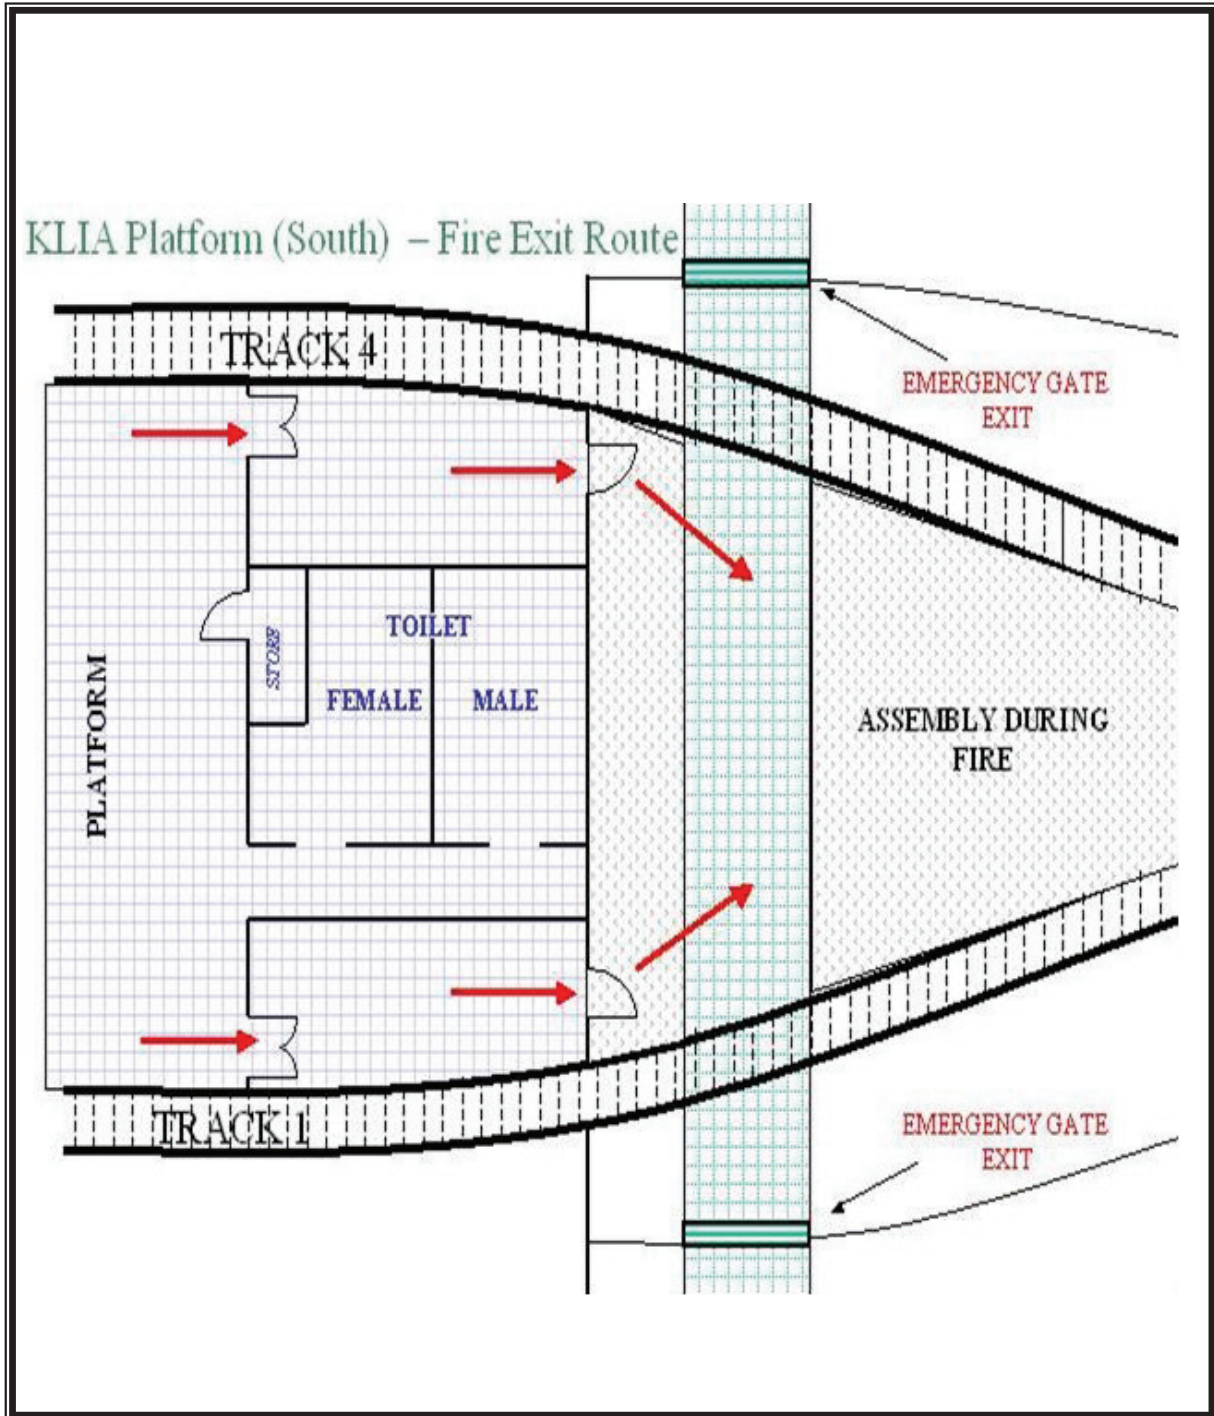 KLIA Platform (South) – Fire Exit Route
TRACK 4
EMERGENCY GATE
EXIT
TOILET
STORE
FEMALE
MALE
PLATFORM
ASSEMBLY DURING
FIRE
TRACK 1
EMERGENCY GATE
EXIT